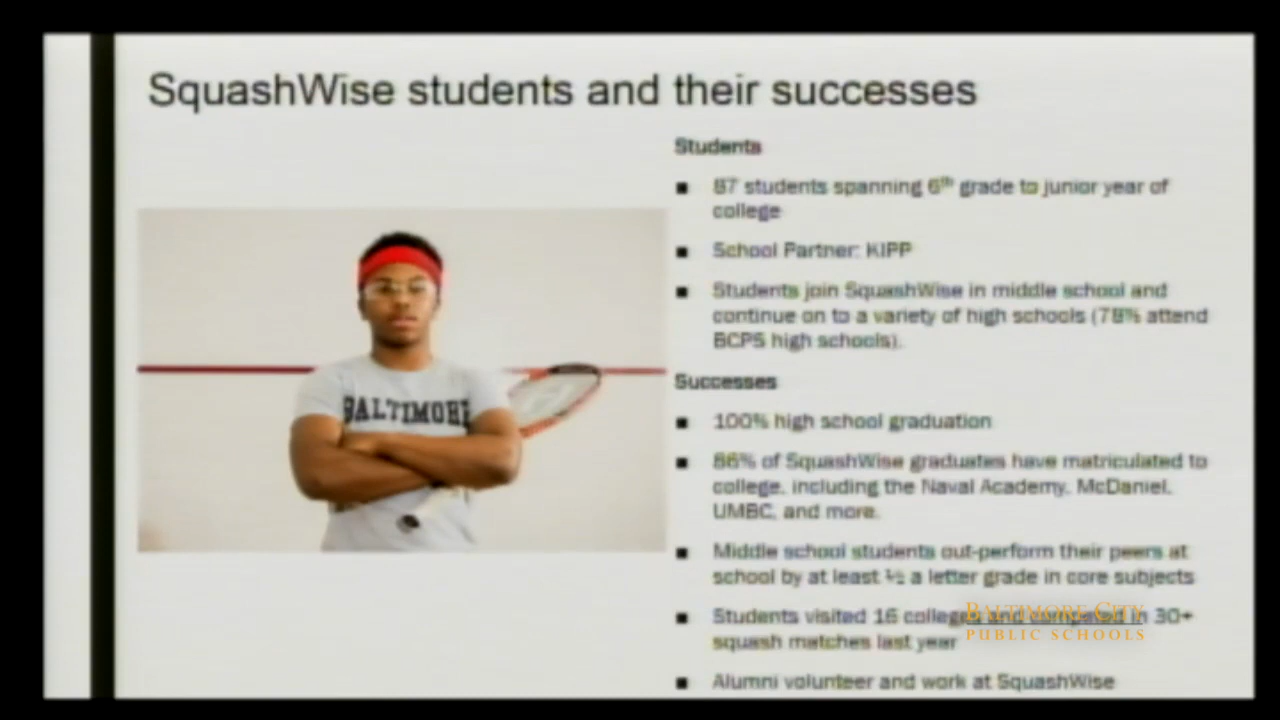 SquashWise students and their successes
Students
■ 87 students spanning 6th grade to junior year of
college
■ School Partner: KIPP
■ Students join SquashWise in middle school and
continue on to a variety of high schools (78% attend
BCPS high schools).
Successes
■ 100% high school graduation
■ 86% of SquashWise graduates have matriculated to
college, including the Naval Academy, McDaniel,
UMBC, and more.
■ Middle school students out-perform their peers at
school by at least ½ a letter grade in core subjects
■ Students visited 16 colleges and competed in 30+
squash matches last year
■ Alumni volunteer and work at SquashWise
BALTIMORE
BALTIMORE CITY
PUBLIC SCHOOLS